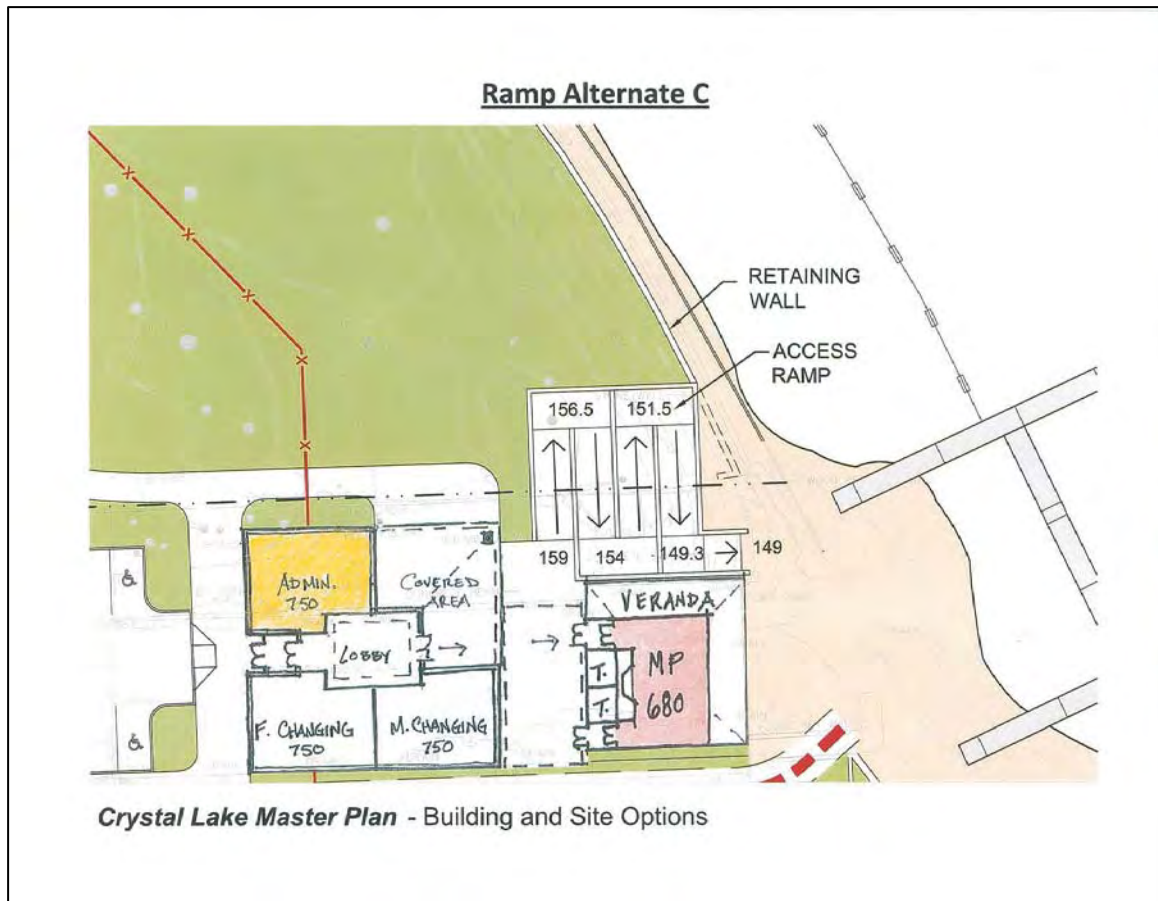 Ramp Alternate C
RETAINING
WALL
ACCESS
RAMP
156.5
151.5
159
154
149.3
149
ADMIN.
750
COVERED
AREA
VERANDA
LOBBY
MP
680
T.
T.
F. CHANGING
750
M. CHANGING
750
Crystal Lake Master Plan - Building and Site Options